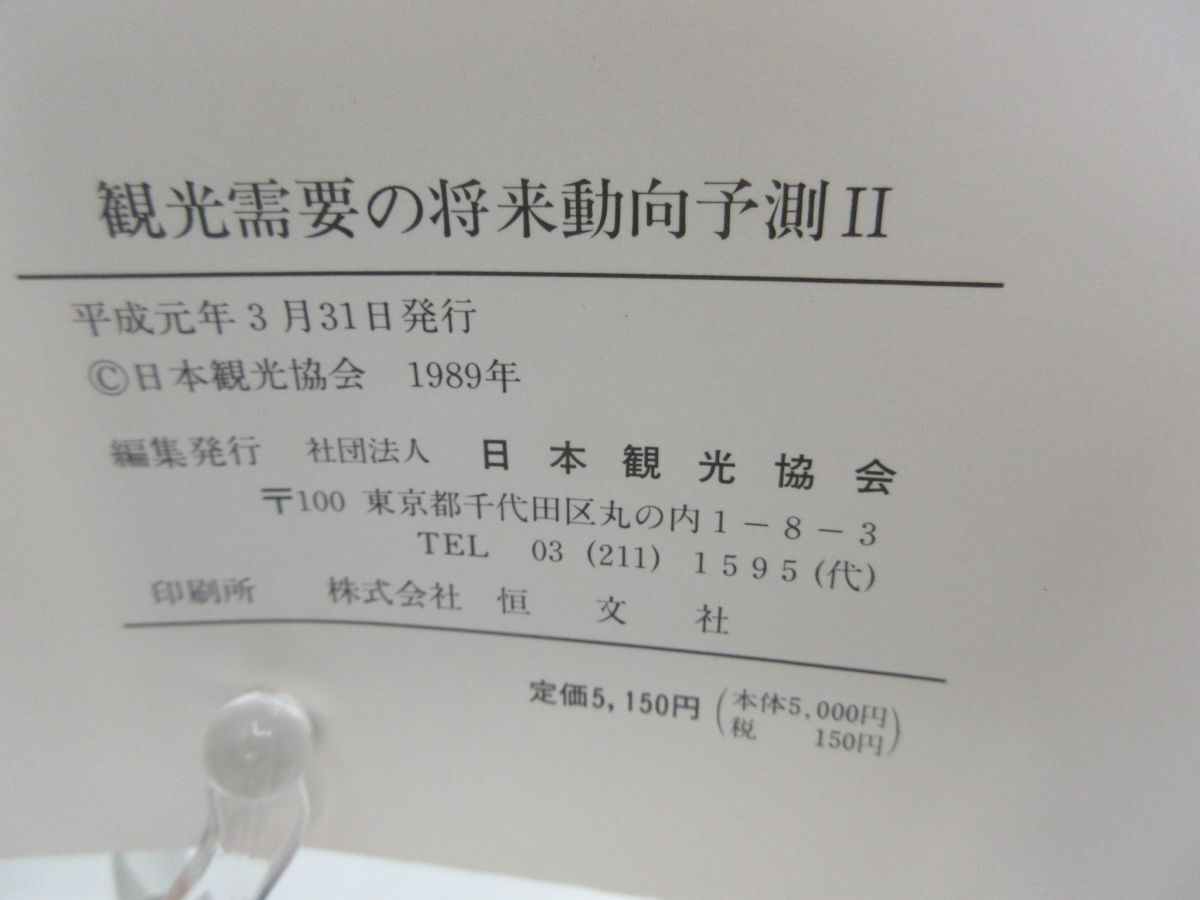 観光需要の将来動向予測II
平成元年3月31日発行
©日本観光協会 1989年
編集発行 社団法人 日本観光協会
〒100 東京都千代田区丸の内1-8-3
TEL 03 (211) 1595(代)
印刷所 株式会社 恒文社
定価5,150円 (本体5,000円
税 150円)